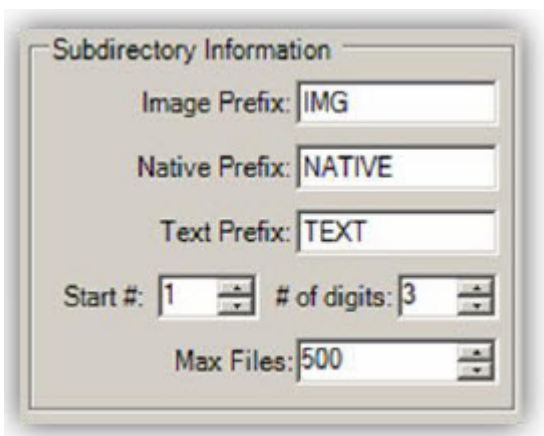 Subdirectory Information
Image Prefix: IMG
Native Prefix: NATIVE
Text Prefix: TEXT
Start #: 1 # of digits: 3
Max Files: 500